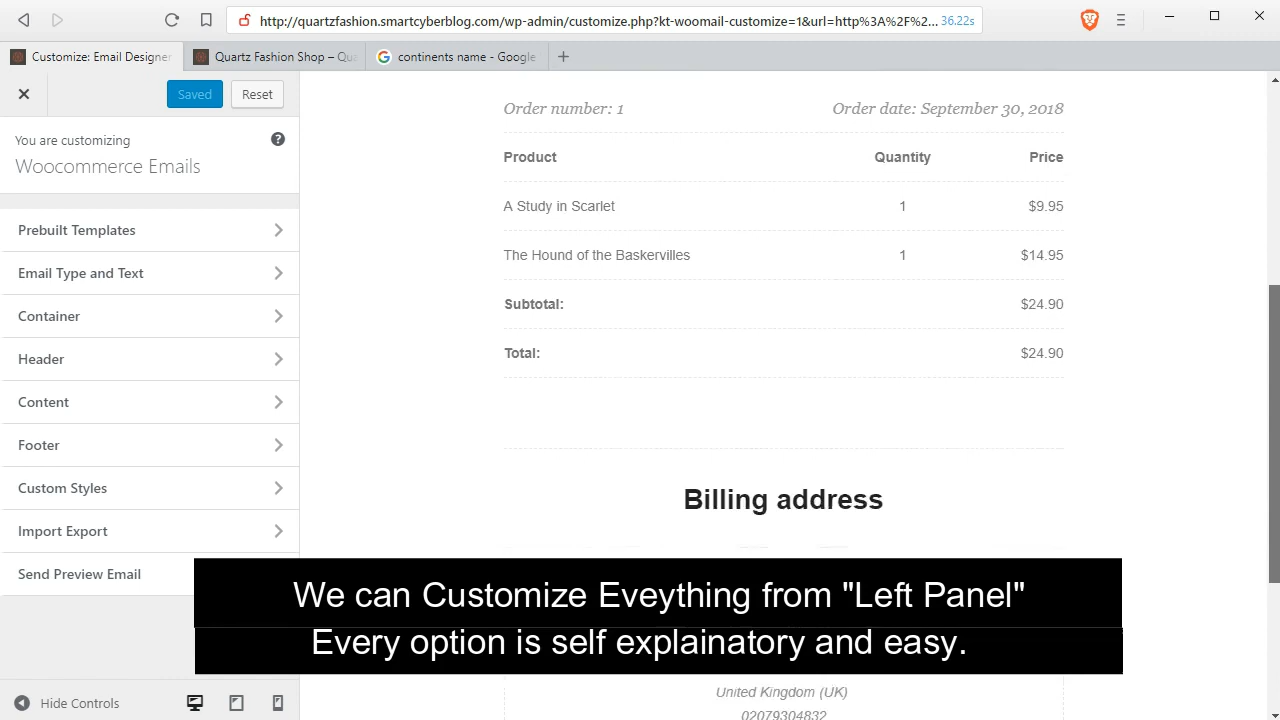 http://quartzfashion.smartcyberblog.com/wp-admin/customize.php?kt-woomail-customize=1&url=http%3A%2F%2... 36.22s
Customize: Email Designer
Quartz Fashion Shop – Qua
continents name - Google
Saved
Reset
You are customizing
Woocommerce Emails
Prebuilt Templates
Email Type and Text
Container
Header
Content
Footer
Custom Styles
Import Export
Send Preview Email
Hide Controls
Order number: 1 Order date: September 30, 2018
Product Quantity Price
A Study in Scarlet 1 $9.95
The Hound of the Baskervilles 1 $14.95
Subtotal: $24.90
Total: $24.90
Billing address
We can Customize Eveything from "Left Panel"
Every option is self explainatory and easy.
United Kingdom (UK)
02079304832